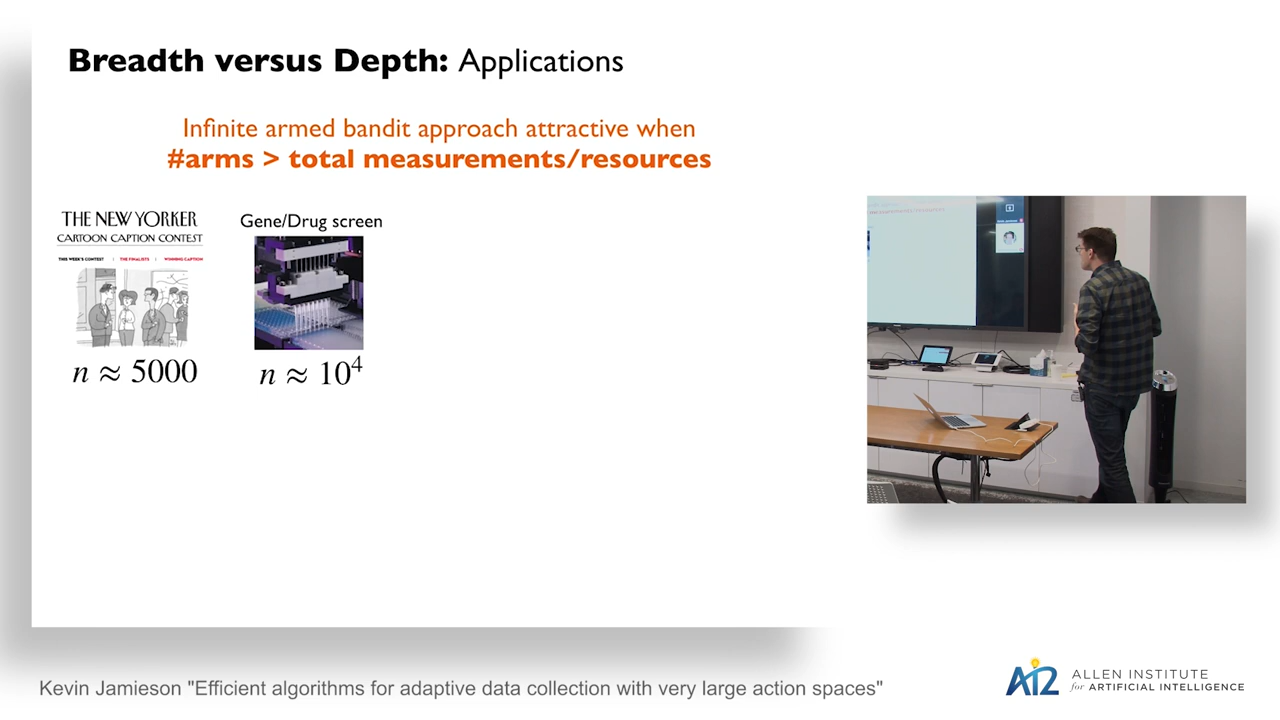 Breadth versus Depth: Applications
Infinite armed bandit approach attractive when
#arms > total measurements/resources
THE NEW YORKER
CARTOON CAPTION CONTEST
THIS WEEK'S CONTEST | THE FINALISTS | WINNING CAPTION
n ≈ 5000
Gene/Drug screen
n ≈ 10⁴
Kevin Jamieson "Efficient algorithms for adaptive data collection with very large action spaces"
AI2
ALLEN INSTITUTE
for ARTIFICIAL INTELLIGENCE